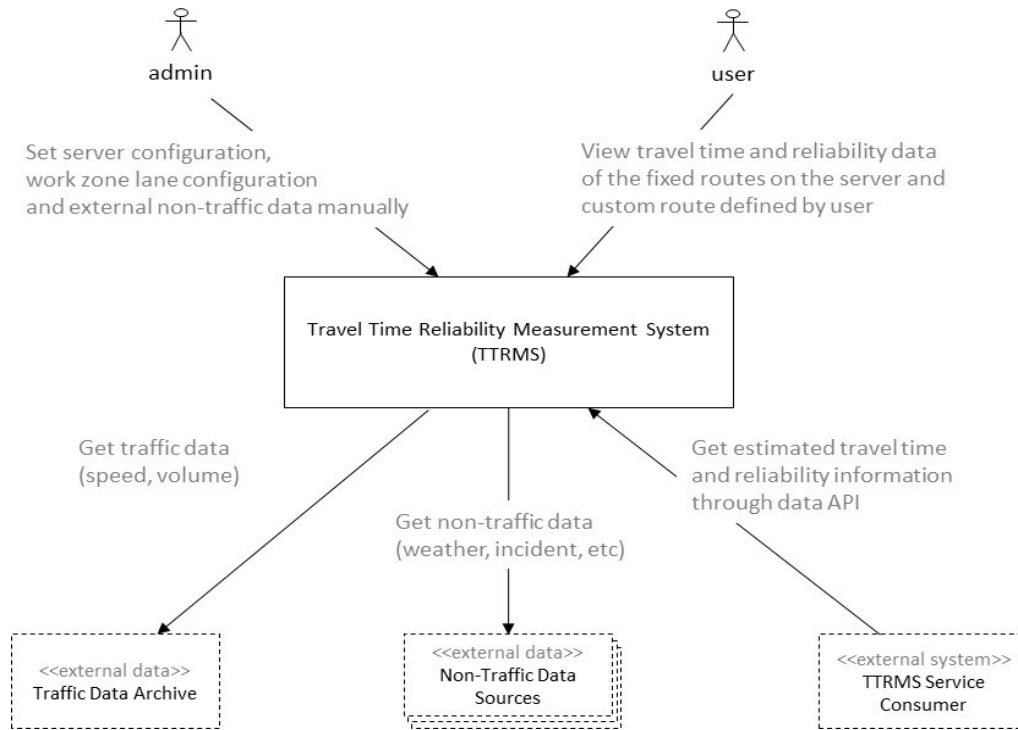 admin
user
Set server configuration,
work zone lane configuration
and external non-traffic data manually
View travel time and reliability data
of the fixed routes on the server and
custom route defined by user
Travel Time Reliability Measurement System
(TTRMS)
Get traffic data
(speed, volume)
Get non-traffic data
(weather, incident, etc)
Get estimated travel time
and reliability information
through data API
<<external data>>
Traffic Data Archive
<<external data>>
Non-Traffic Data
Sources
<<external system>>
TTRMS Service
Consumer